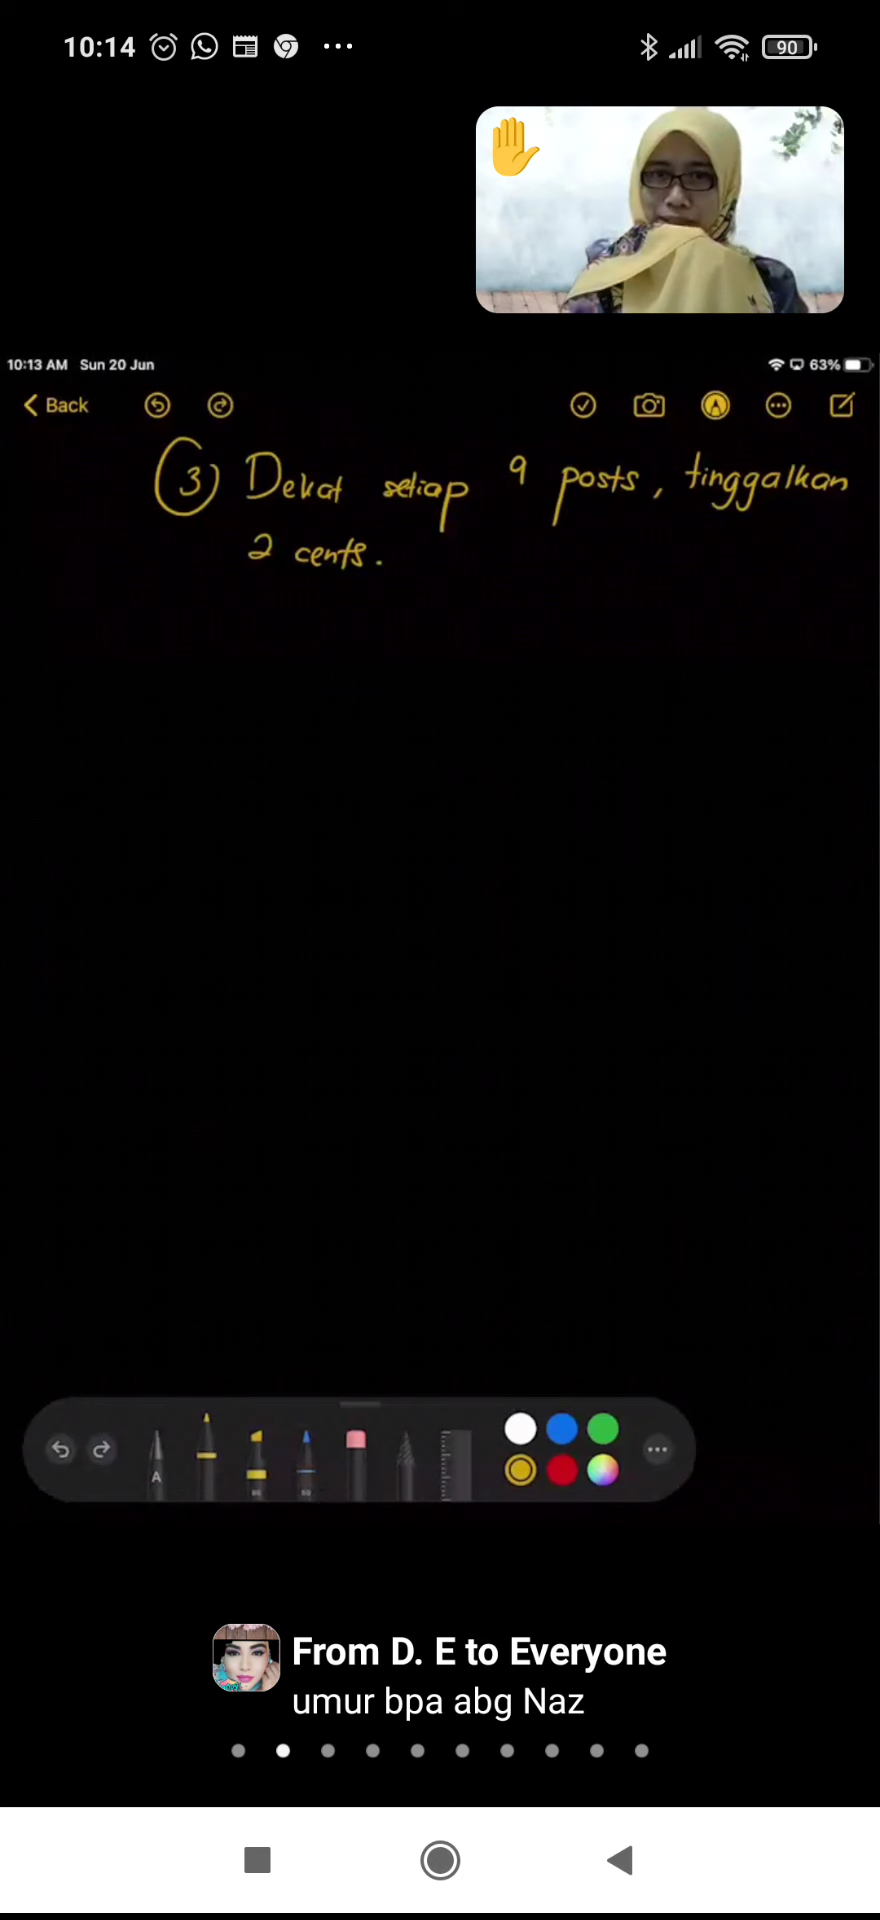 10:14
90
10:13 AM Sun 20 Jun
63%
Back
3 Dekat setiap 9 posts, tinggalkan
2 cents.
A
From D. E to Everyone
umur bpa abg Naz